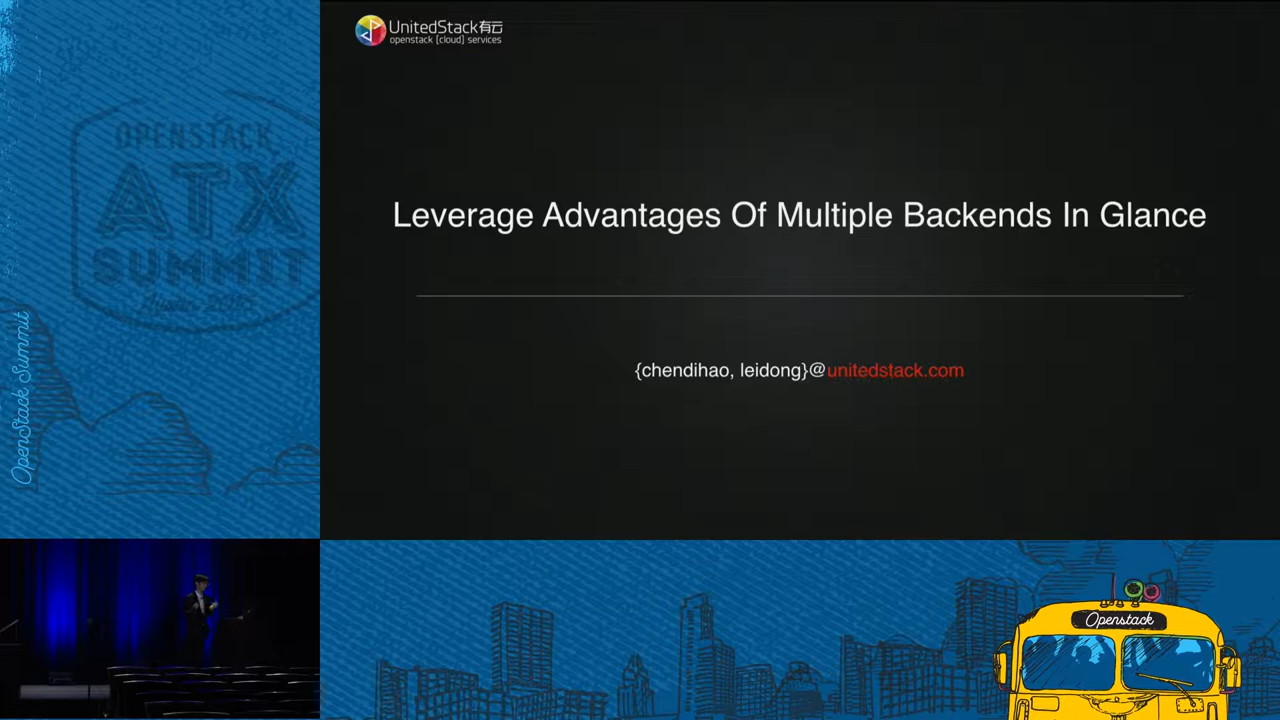 UnitedStack有云
openstack [cloud] services
Leverage Advantages Of Multiple Backends In Glance
{chendihao, leidong}@unitedstack.com
OPENSTACK
ATX
SUMMIT
Austin 2016
OpenStack Summit
Openstack